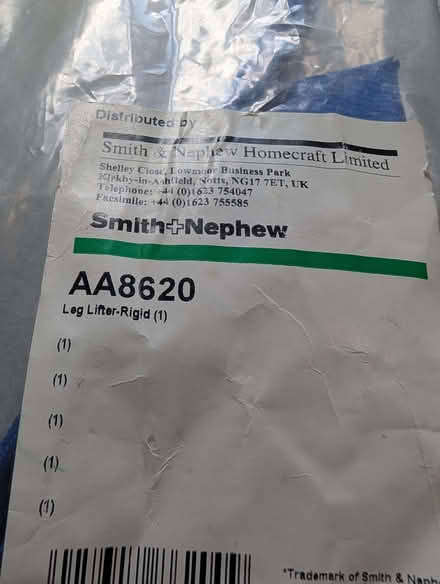 Distributed by
Smith & Nephew Homecraft Limited
Shelley Close, Lowmoor Business Park
Kirkby-in-Ashfield, Notts, NG17 7ET, UK
Telephone: +44 (0)1623 754047
Facsimile: +44 (0)1623 755585
Smith+Nephew
AA8620
Leg Lifter-Rigid (1)
(1)
(1)
(1)
(1)
(1)
*Trademark of Smith & Neph